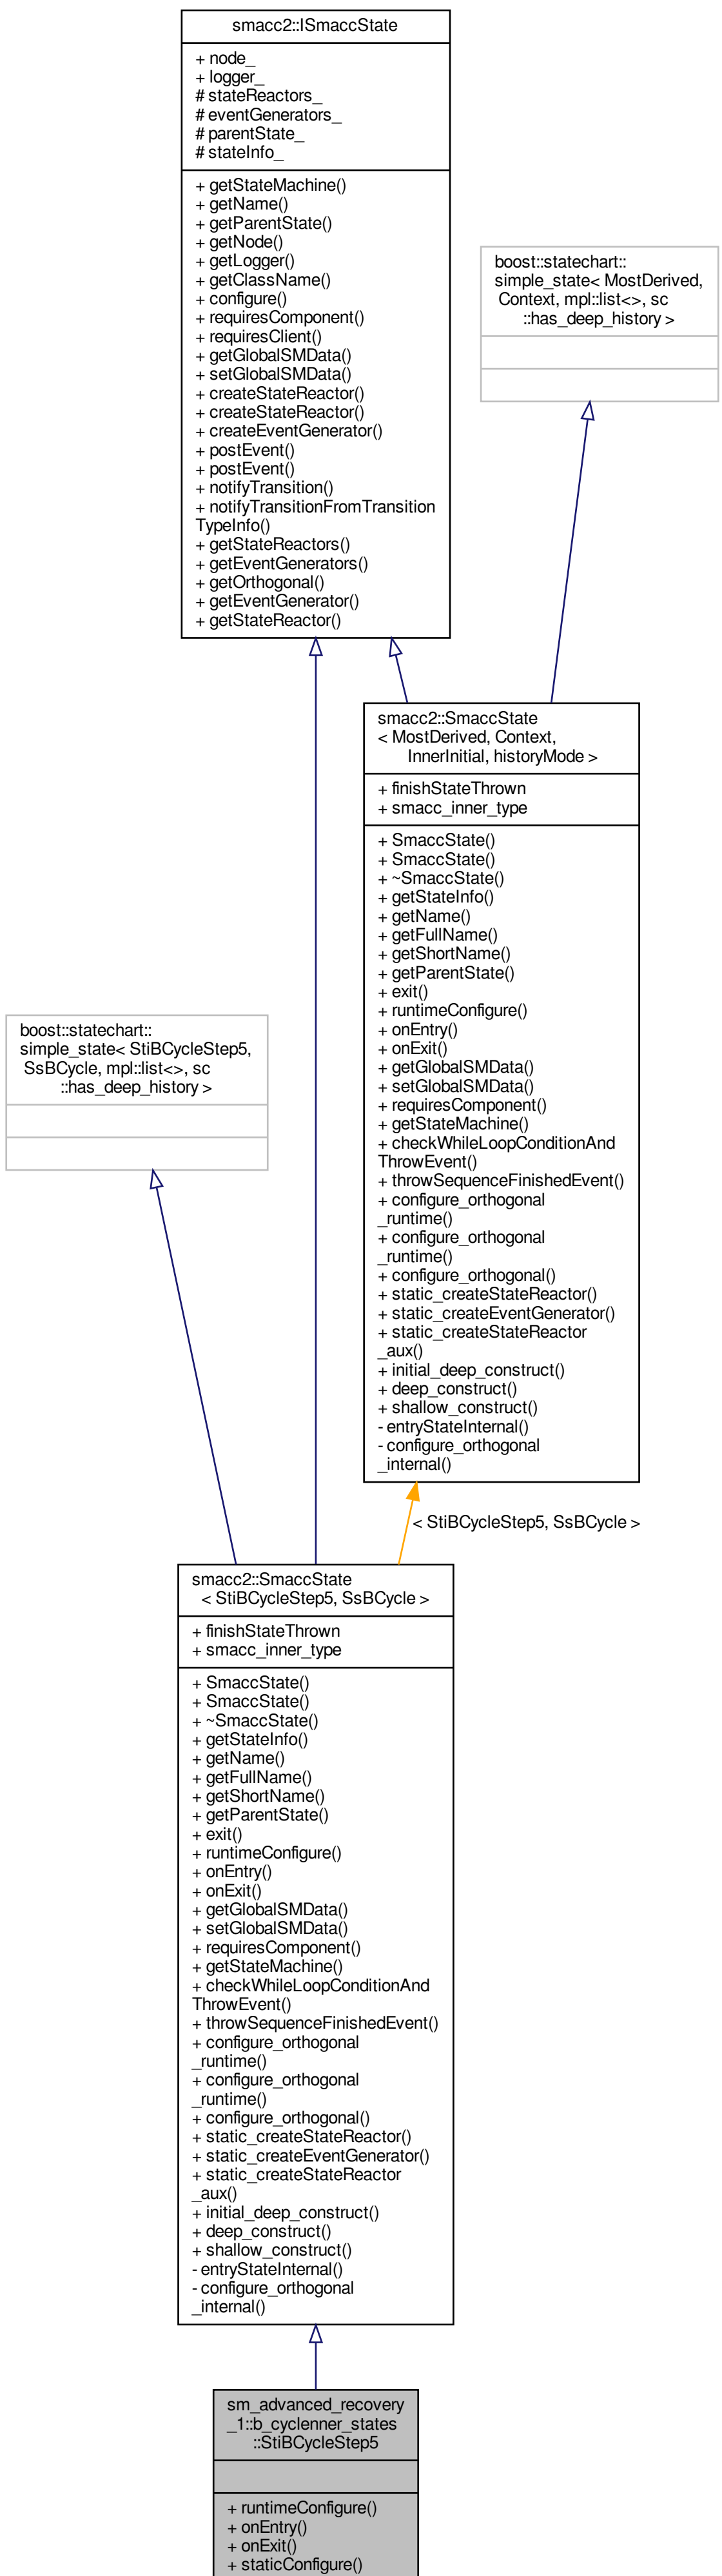 smacc2::ISmaccState
+ node_
+ logger_
# stateReactors_
# eventGenerators_
# parentState_
# stateInfo_
+ getStateMachine()
+ getName()
+ getParentState()
+ getNode()
+ getLogger()
+ getClassName()
+ configure()
+ requiresComponent()
+ requiresClient()
+ getGlobalSMData()
+ setGlobalSMData()
+ createStateReactor()
+ createStateReactor()
+ createEventGenerator()
+ postEvent()
+ postEvent()
+ notifyTransition()
+ notifyTransitionFromTransition
TypeInfo()
+ getStateReactors()
+ getEventGenerators()
+ getOrthogonal()
+ getEventGenerator()
+ getStateReactor()
boost::statechart::
simple_state< MostDerived,
Context, mpl::list<>, sc
::has_deep_history >
smacc2::SmaccState
< MostDerived, Context,
InnerInitial, historyMode >
+ finishStateThrown
+ smacc_inner_type
+ SmaccState()
+ SmaccState()
+ ~SmaccState()
+ getStateInfo()
+ getName()
+ getFullName()
+ getShortName()
+ getParentState()
+ exit()
+ runtimeConfigure()
+ onEntry()
+ onExit()
+ getGlobalSMData()
+ setGlobalSMData()
+ requiresComponent()
+ getStateMachine()
+ checkWhileLoopConditionAnd
ThrowEvent()
+ throwSequenceFinishedEvent()
+ configure_orthogonal
_runtime()
+ configure_orthogonal
_runtime()
+ configure_orthogonal()
+ static_createStateReactor()
+ static_createEventGenerator()
+ static_createStateReactor
_aux()
+ initial_deep_construct()
+ deep_construct()
+ shallow_construct()
- entryStateInternal()
- configure_orthogonal
_internal()
boost::statechart::
simple_state< StiBCycleStep5,
SsBCycle, mpl::list<>, sc
::has_deep_history >
< StiBCycleStep5, SsBCycle >
smacc2::SmaccState
< StiBCycleStep5, SsBCycle >
+ finishStateThrown
+ smacc_inner_type
+ SmaccState()
+ SmaccState()
+ ~SmaccState()
+ getStateInfo()
+ getName()
+ getFullName()
+ getShortName()
+ getParentState()
+ exit()
+ runtimeConfigure()
+ onEntry()
+ onExit()
+ getGlobalSMData()
+ setGlobalSMData()
+ requiresComponent()
+ getStateMachine()
+ checkWhileLoopConditionAnd
ThrowEvent()
+ throwSequenceFinishedEvent()
+ configure_orthogonal
_runtime()
+ configure_orthogonal
_runtime()
+ configure_orthogonal()
+ static_createStateReactor()
+ static_createEventGenerator()
+ static_createStateReactor
_aux()
+ initial_deep_construct()
+ deep_construct()
+ shallow_construct()
- entryStateInternal()
- configure_orthogonal
_internal()
sm_advanced_recovery
_1::b_cyclenner_states
::StiBCycleStep5
+ runtimeConfigure()
+ onEntry()
+ onExit()
+ staticConfigure()